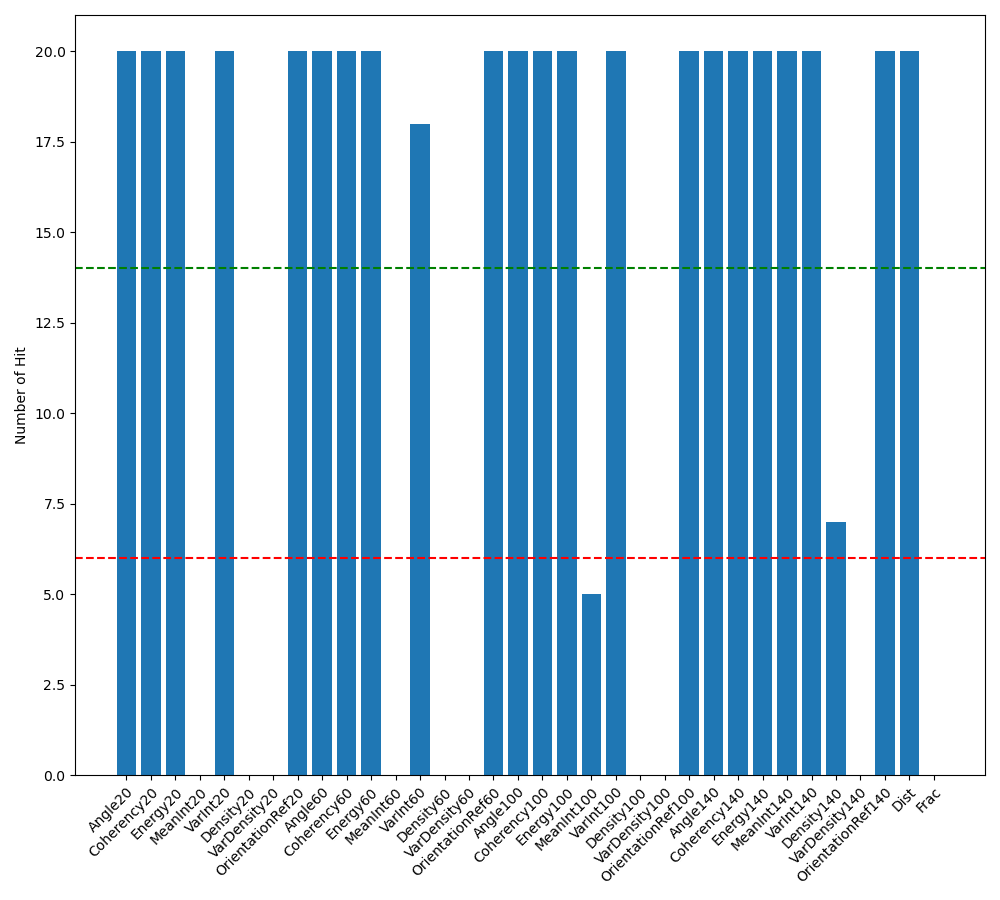 Number of Hit
20.0
17.5
15.0
12.5
10.0
7.5
5.0
2.5
0.0
Angle20
Coherency20
Energy20
MeanInt20
VarInt20
Density20
VarDensity20
OrientationRef20
Angle60
Coherency60
Energy60
MeanInt60
VarInt60
Density60
VarDensity60
OrientationRef60
Angle100
Coherency100
Energy100
MeanInt100
VarInt100
Density100
VarDensity100
OrientationRef100
Angle140
Coherency140
Energy140
MeanInt140
VarInt140
Density140
VarDensity140
OrientationRef140
Dist
Frac